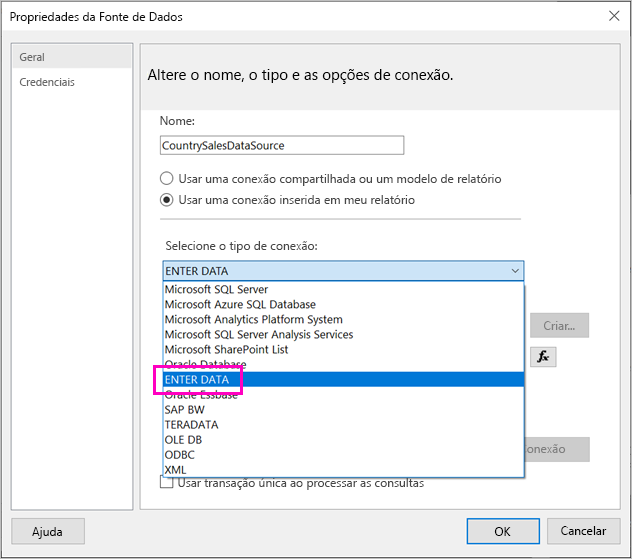 Propriedades da Fonte de Dados
Geral
Credenciais
Altere o nome, o tipo e as opções de conexão.
Nome:
CountrySalesDataSource
Usar uma conexão compartilhada ou um modelo de relatório
Usar uma conexão inserida em meu relatório
Selecione o tipo de conexão:
ENTER DATA
Microsoft SQL Server
Microsoft Azure SQL Database
Microsoft Analytics Platform System
Microsoft SQL Server Analysis Services
Microsoft SharePoint List
Oracle Database
ENTER DATA
Oracle Essbase
SAP BW
TERADATA
OLE DB
ODBC
XML
Criar...
fx
onexão
Usar transação única ao processar as consultas
Ajuda
OK
Cancelar